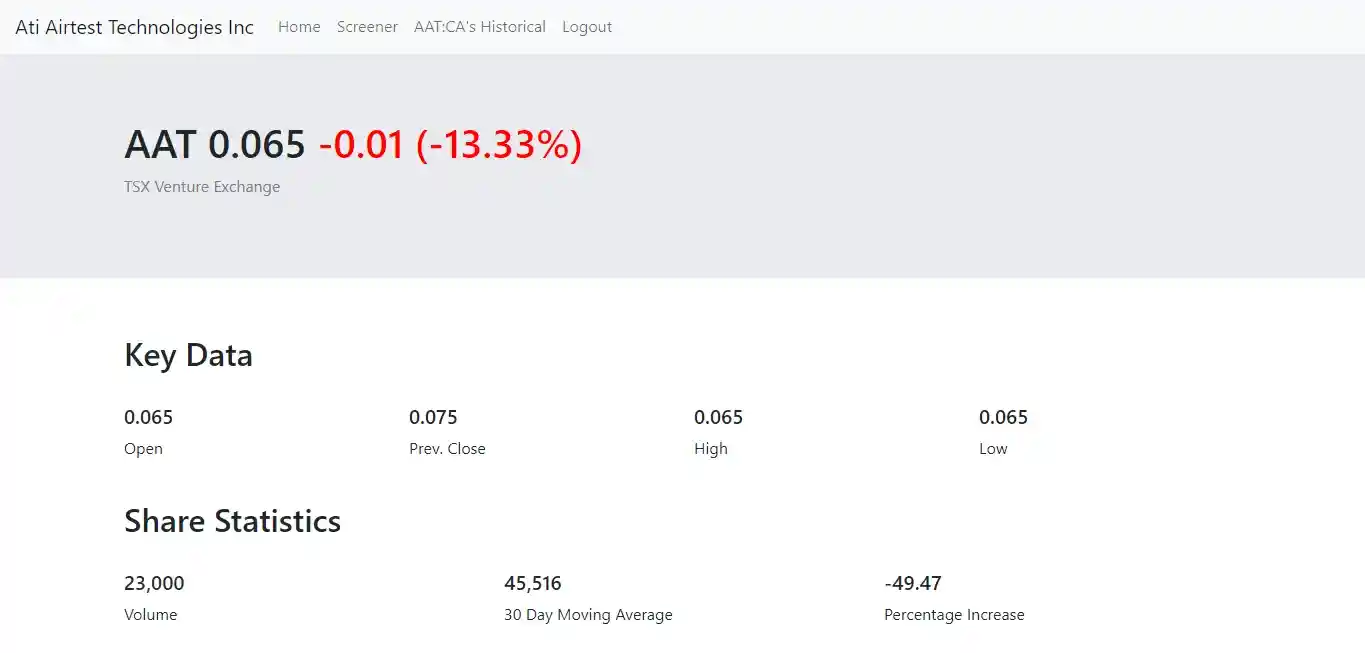 Ati Airtest Technologies Inc Home Screener AAT:CA's Historical Logout
AAT 0.065 -0.01 (-13.33%)
TSX Venture Exchange
Key Data
0.065 0.075 0.065 0.065
Open Prev. Close High Low
Share Statistics
23,000 45,516 -49.47
Volume 30 Day Moving Average Percentage Increase